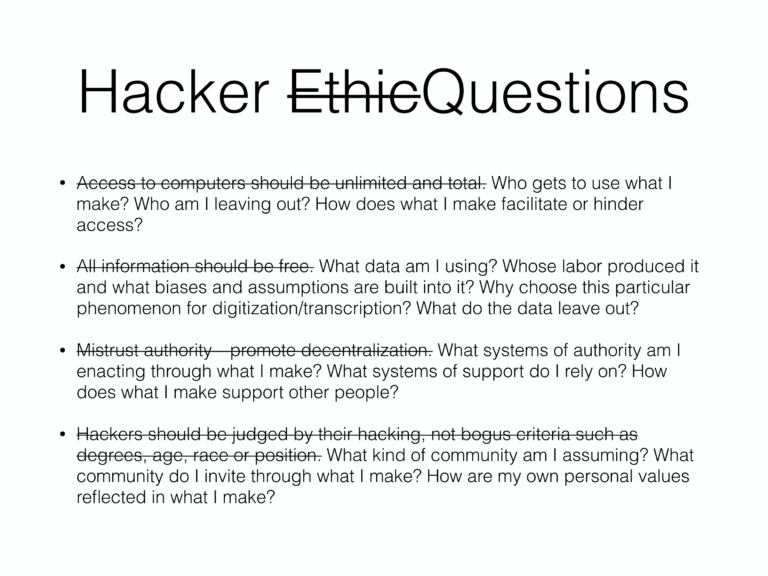 Hacker EthicQuestions
• Access to computers should be unlimited and total. Who gets to use what I
make? Who am I leaving out? How does what I make facilitate or hinder
access?
• All information should be free. What data am I using? Whose labor produced it
and what biases and assumptions are built into it? Why choose this particular
phenomenon for digitization/transcription? What do the data leave out?
• Mistrust authority—promote decentralization. What systems of authority am I
enacting through what I make? What systems of support do I rely on? How
does what I make support other people?
• Hackers should be judged by their hacking, not bogus criteria such as
degrees, age, race or position. What kind of community am I assuming? What
community do I invite through what I make? How are my own personal values
reflected in what I make?